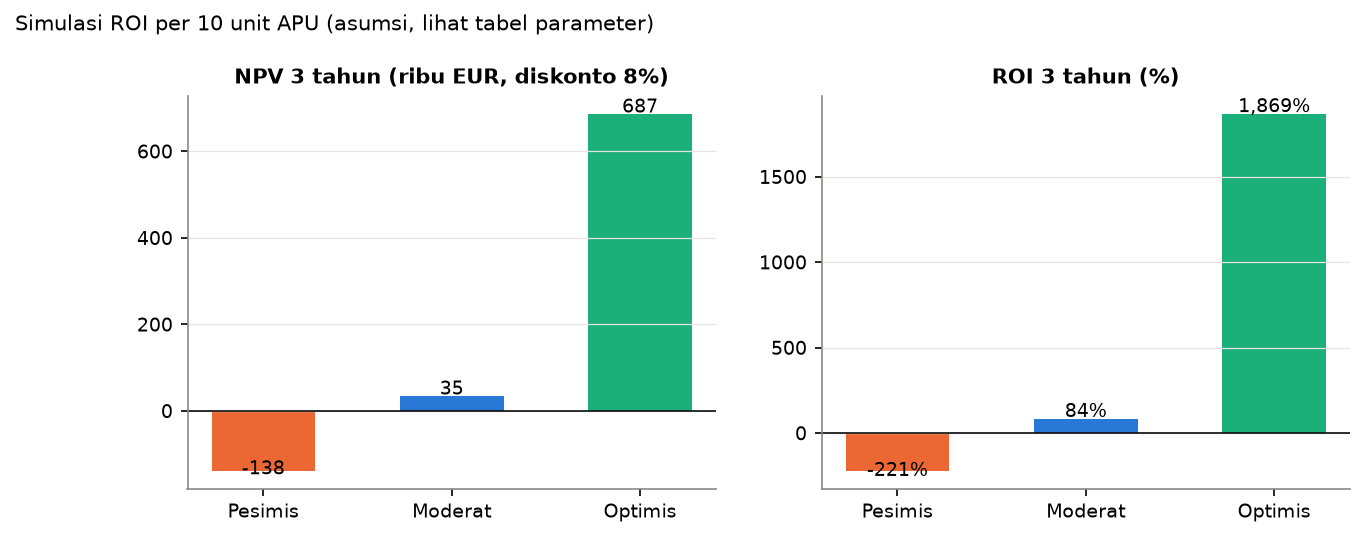 Simulasi ROI per 10 unit APU (asumsi, lihat tabel parameter)
NPV 3 tahun (ribu EUR, diskonto 8%)
687
600
400
200
35
0
-138
Pesimis Moderat Optimis
ROI 3 tahun (%)
1,869%
1500
1000
500
84%
0
-221%
Pesimis Moderat Optimis